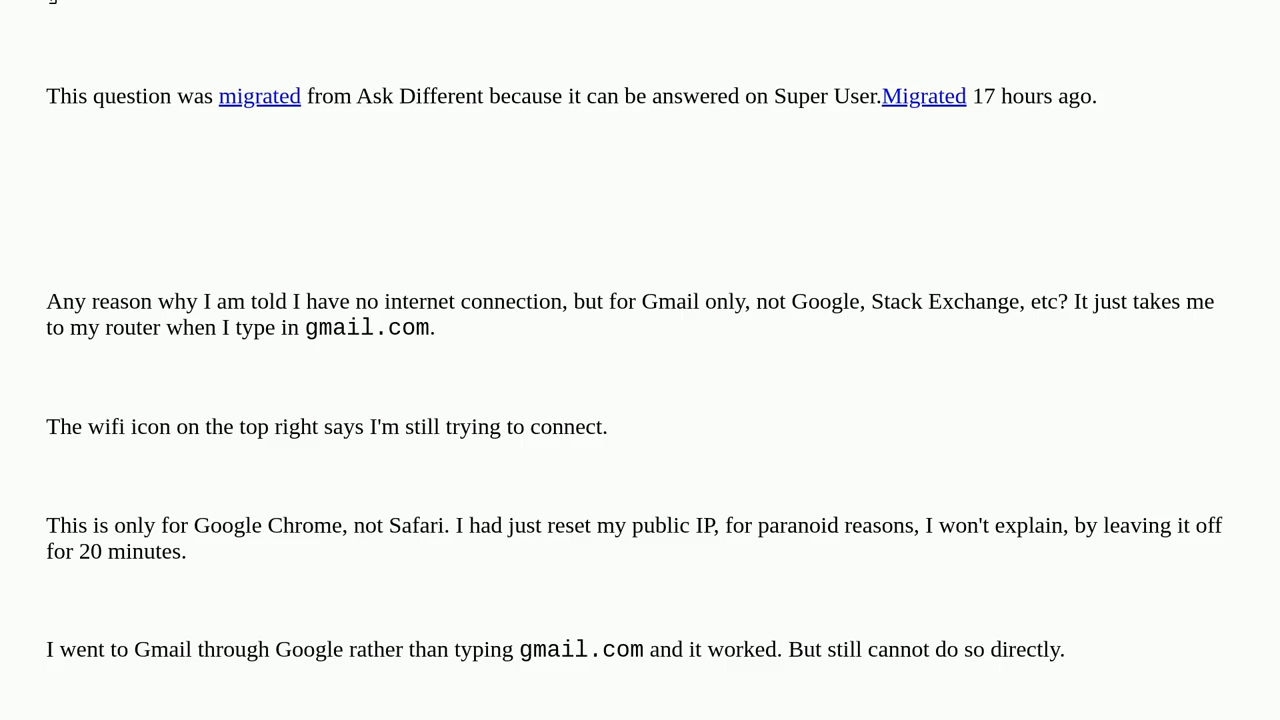 This question was migrated from Ask Different because it can be answered on Super User.Migrated 17 hours ago.
Any reason why I am told I have no internet connection, but for Gmail only, not Google, Stack Exchange, etc? It just takes me
to my router when I type in gmail.com.
The wifi icon on the top right says I'm still trying to connect.
This is only for Google Chrome, not Safari. I had just reset my public IP, for paranoid reasons, I won't explain, by leaving it off
for 20 minutes.
I went to Gmail through Google rather than typing gmail.com and it worked. But still cannot do so directly.